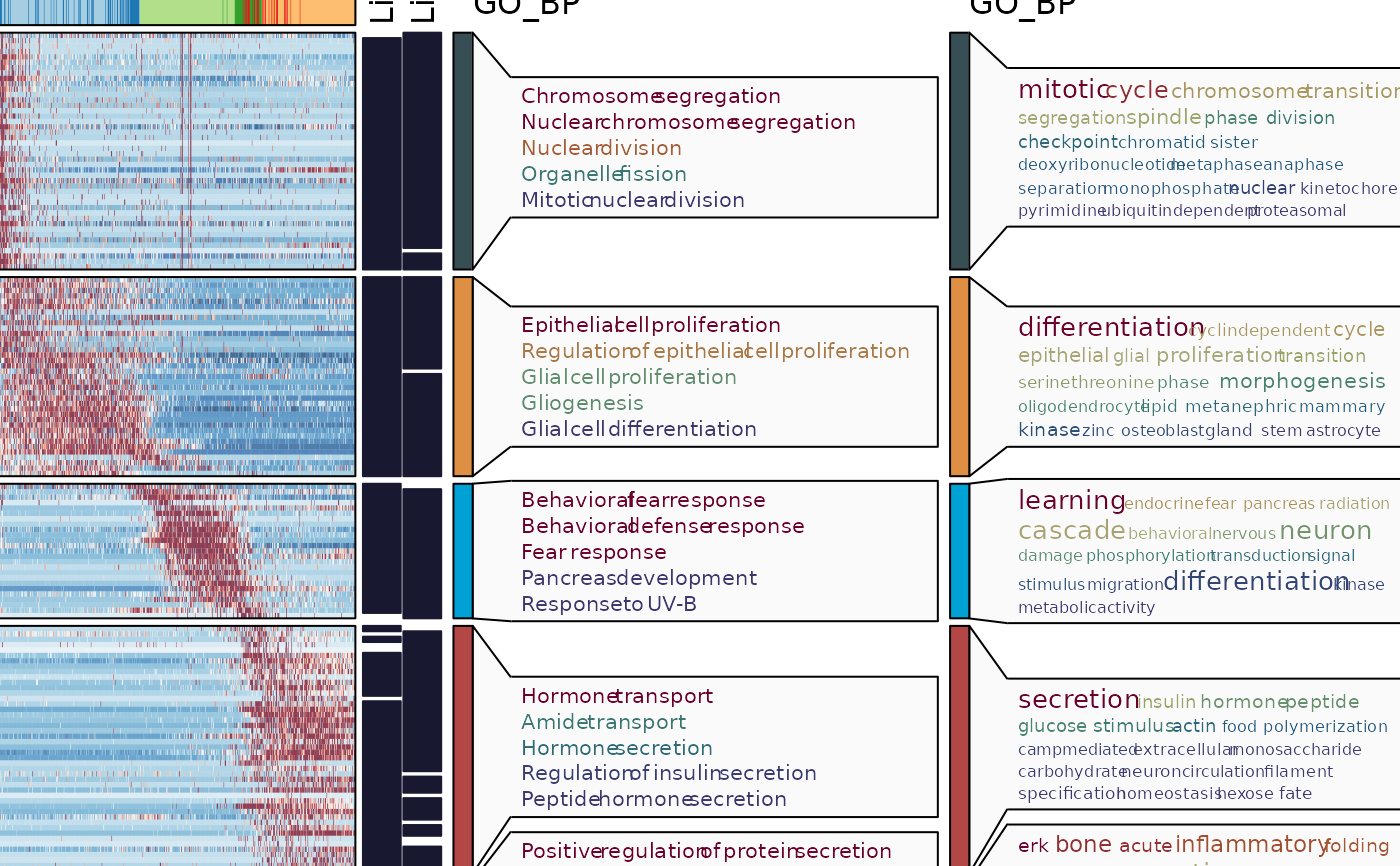 Li
Li
GO_BP
GO_BP
Chromosome segregation
Nuclear chromosome segregation
Nuclear division
Organelle fission
Mitotic nuclear division
mitotic cycle chromosome transition
segregation spindle phase division
checkpoint chromatid sister
deoxyribonucleotide metaphase anaphase
separation monophosphate nuclear kinetochore
pyrimidine ubiquitin dependent proteasomal
Epithelial cell proliferation
Regulation of epithelial cell proliferation
Glial cell proliferation
Gliogenesis
Glial cell differentiation
differentiation cyclin dependent cycle
epithelial glial proliferation transition
serine threonine phase morphogenesis
oligodendrocyte lipid metanephric mammary
kinase zinc osteoblast gland stem astrocyte
Behavioral fear response
Behavioral defense response
Fear response
Pancreas development
Response to UV-B
learning endocrine fear pancreas radiation
cascade behavioral nervous neuron
damage phosphorylation transduction signal
stimulus migration differentiation kinase
metabolic activity
Hormone transport
Amide transport
Hormone secretion
Regulation of insulin secretion
Peptide hormone secretion
secretion insulin hormone peptide
glucose stimulus actin food polymerization
camp mediated extracellular monosaccharide
carbohydrate neuron circulation filament
specification homeostasis hexose fate
Positive regulation of protein secretion
erk bone acute inflammatory folding